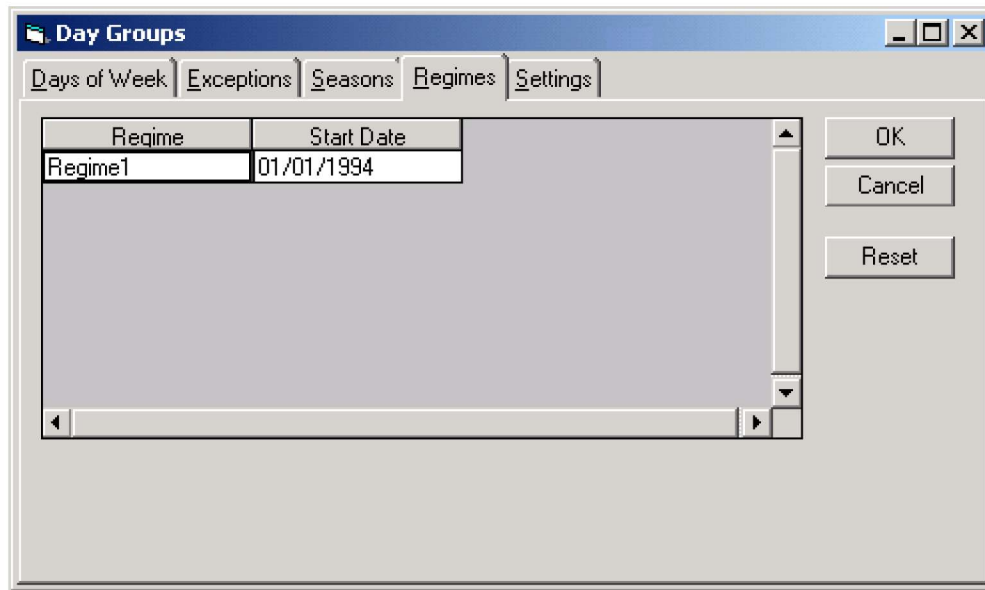 Day Groups
Days of Week Exceptions Seasons Regimes Settings
Regime Start Date
Regime1 01/01/1994
OK
Cancel
Reset